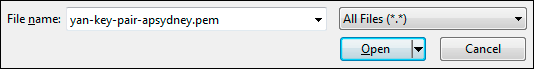 File name: yan-key-pair-apsydney.pem All Files (*.*)
Open Cancel